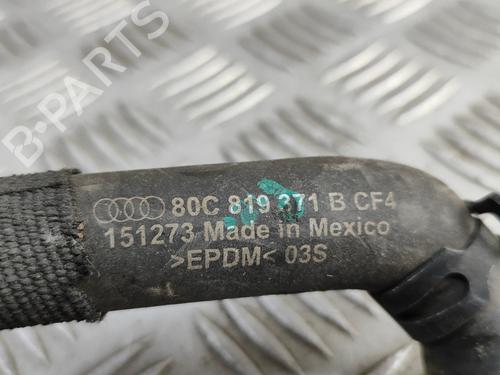 B-PARTS
80C 819 371 B CF4
151273 Made in Mexico
>EPDM< 03S